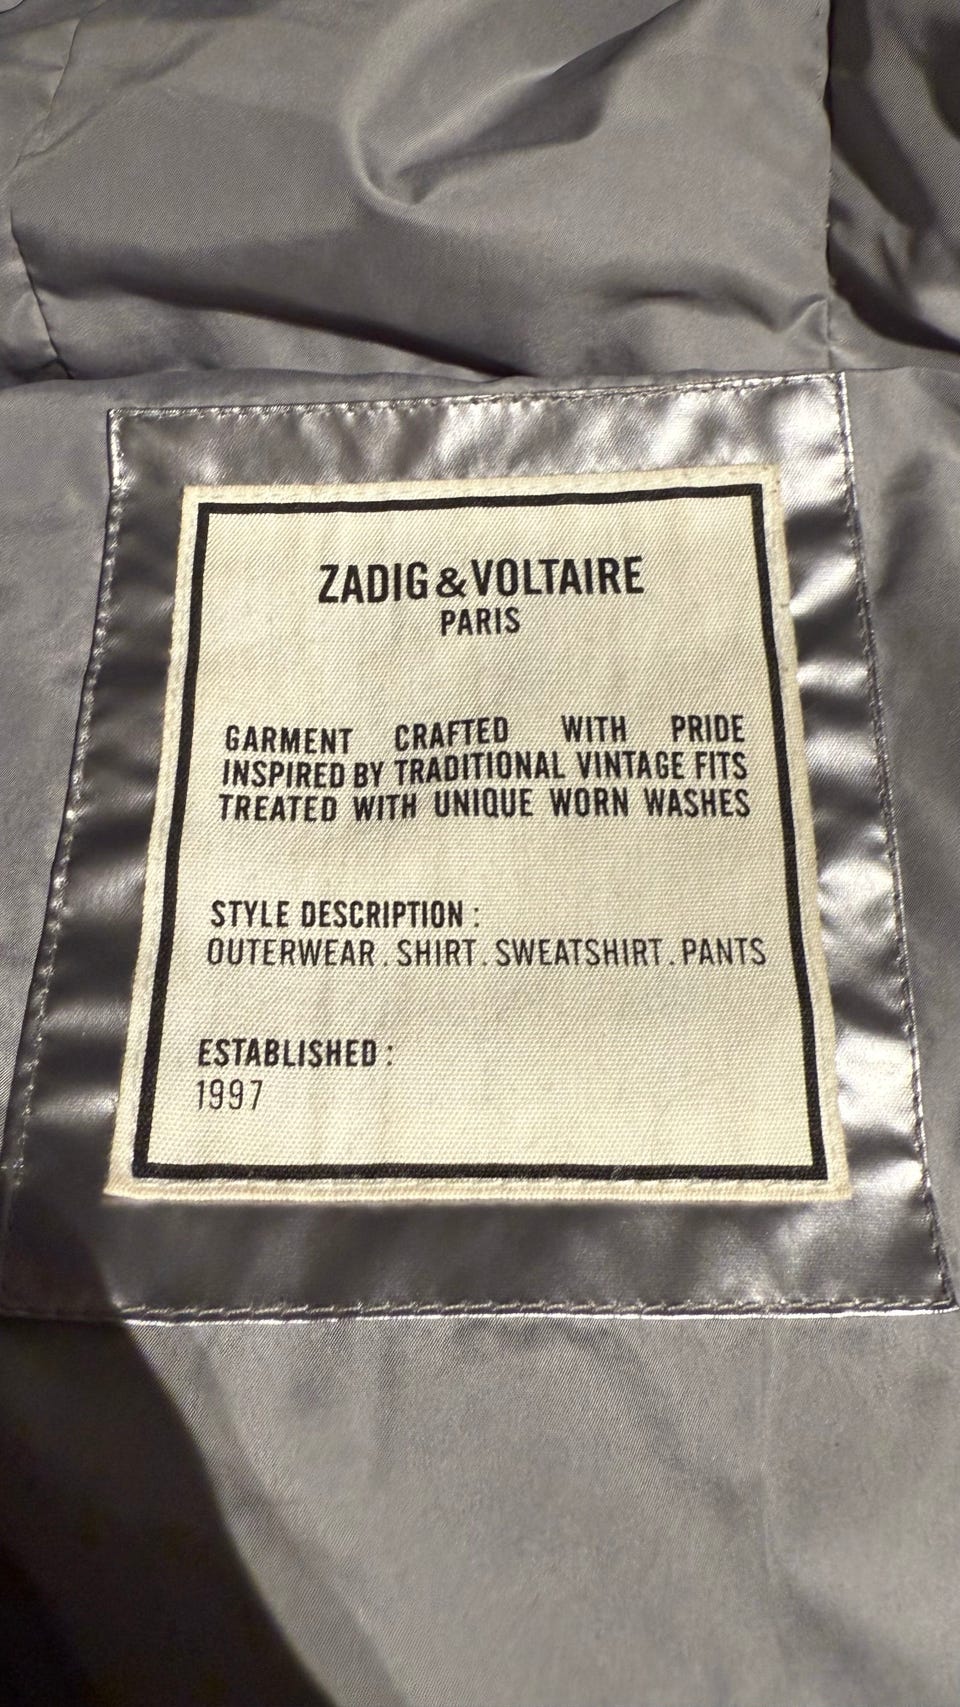 ZADIG&VOLTAIRE
PARIS
GARMENT CRAFTED WITH PRIDE
INSPIRED BY TRADITIONAL VINTAGE FITS
TREATED WITH UNIQUE WORN WASHES
STYLE DESCRIPTION :
OUTERWEAR . SHIRT . SWEATSHIRT . PANTS
ESTABLISHED :
1997